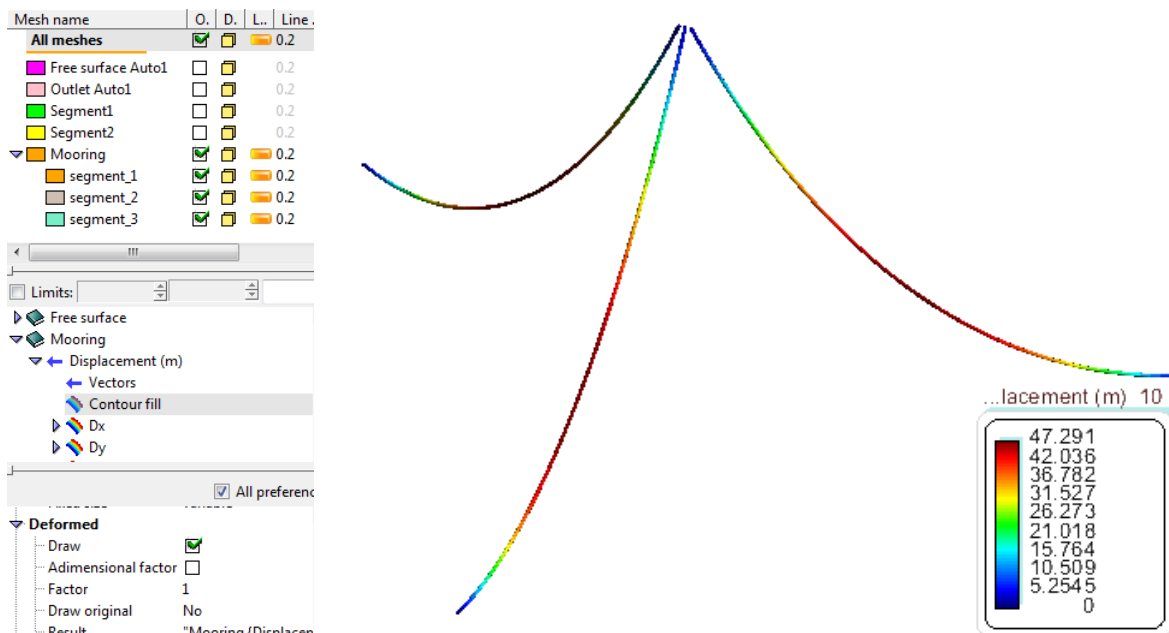 Mesh name O. D. L.. Line .
All meshes 0.2
Free surface Auto1 0.2
Outlet Auto1 0.2
Segment1 0.2
Segment2 0.2
Mooring 0.2
segment_1 0.2
segment_2 0.2
segment_3 0.2
Limits:
Free surface
Mooring
Displacement (m)
Vectors
Contour fill
Dx
Dy
All preferenc
Deformed
Draw
Adimensional factor
Factor 1
Draw original No
Result "Mooring {Displacen
...lacement (m) 10
47.291
42.036
36.782
31.527
26.273
21.018
15.764
10.509
5.2545
0